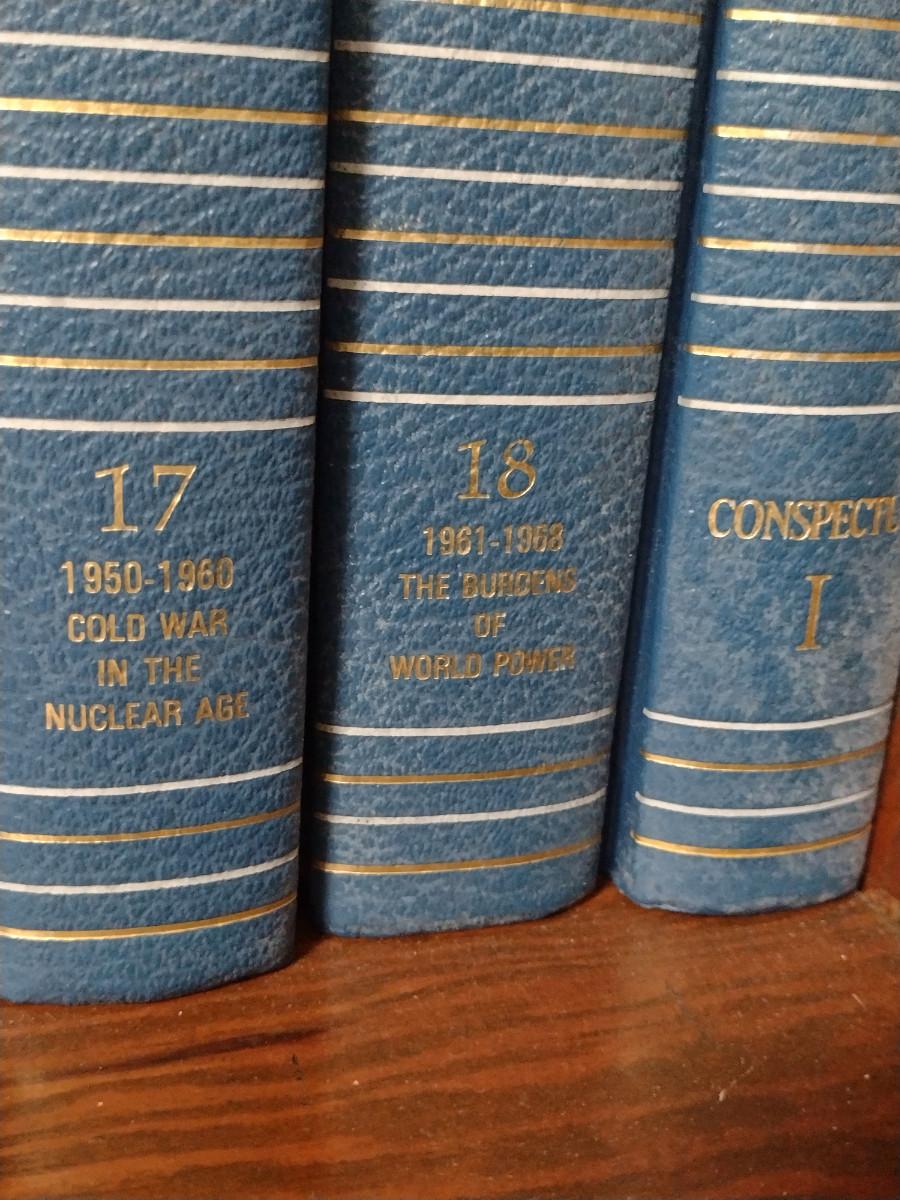 17
1950-1960
COLD WAR
IN THE
NUCLEAR AGE
18
1961-1968
THE BURDENS
OF
WORLD POWER
CONSPECTU
I